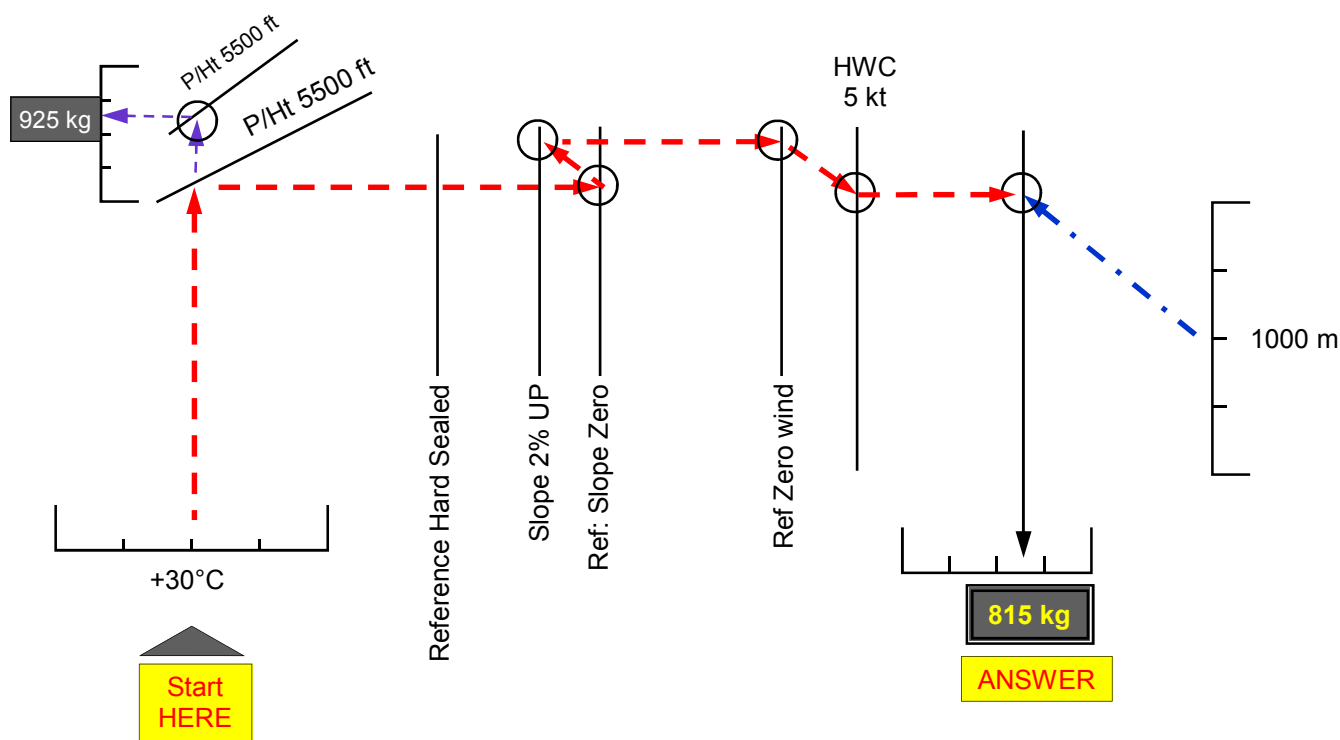 P/Ht 5500 ft
P/Ht 5500 ft
925 kg
HWC
5 kt
1000 m
Reference Hard Sealed
Slope 2% UP
Ref: Slope Zero
Ref Zero wind
+30°C
815 kg
Start
HERE
ANSWER